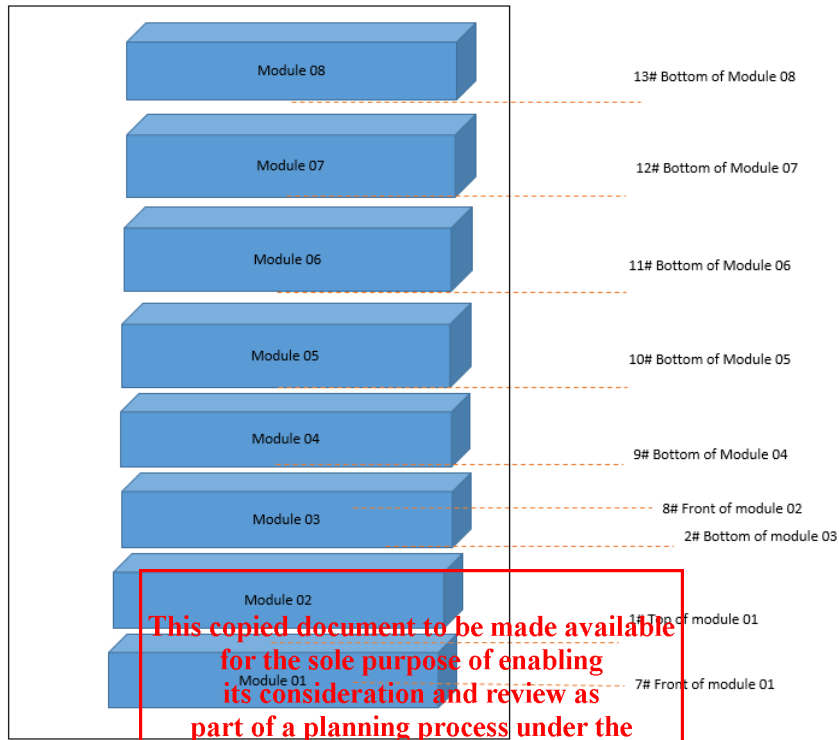 Module 08
13# Bottom of Module 08
Module 07
12# Bottom of Module 07
Module 06
11# Bottom of Module 06
Module 05
10# Bottom of Module 05
Module 04
9# Bottom of Module 04
8# Front of module 02
Module 03
2# Bottom of module 03
Module 02
1# Top of module 01
This copied document to be made available
for the sole purpose of enabling
Module 01
7# Front of module 01
its consideration and review as
part of a planning process under the